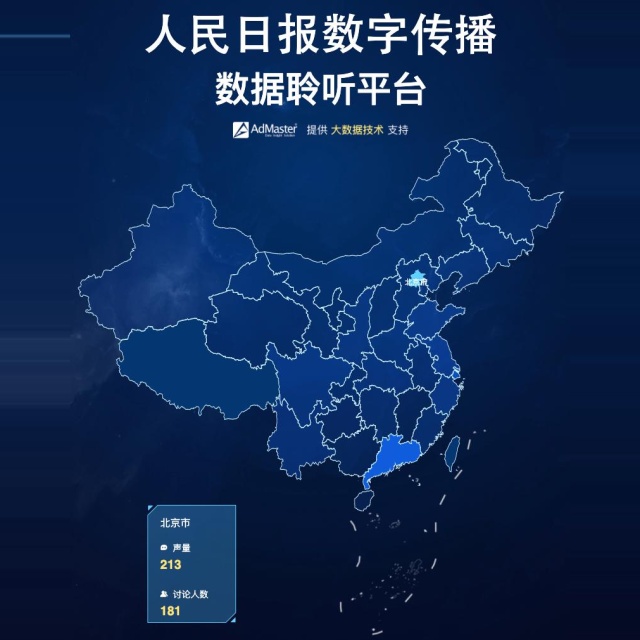 人民日报数字传播
数据聆听平台
AdMaster 提供 大数据技术 支持
北京市
北京市
声量
213
讨论人数
181